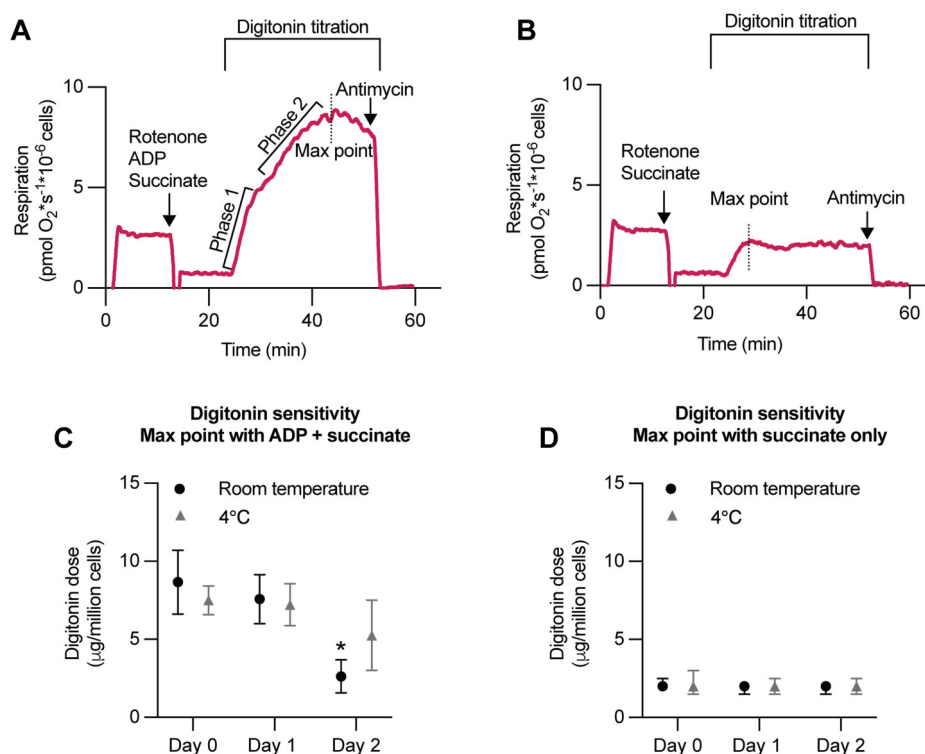 A
Digitonin titration
Respiration
(pmol O₂*s⁻¹*10⁻⁶ cells)
10
5
0
Rotenone
ADP
Succinate
Phase 1
Phase 2
Max point
Antimycin
0
20
40
60
Time (min)
B
Digitonin titration
Respiration
(pmol O₂*s⁻¹*10⁻⁶ cells)
10
5
0
Rotenone
Succinate
Max point
Antimycin
0
20
40
60
Time (min)
C
Digitonin sensitivity
Max point with ADP + succinate
Digitonin dose
(µg/million cells)
15
10
5
0
Room temperature
4°C
*
Day 0
Day 1
Day 2
D
Digitonin sensitivity
Max point with succinate only
Digitonin dose
(µg/million cells)
15
10
5
0
Room temperature
4°C
Day 0
Day 1
Day 2